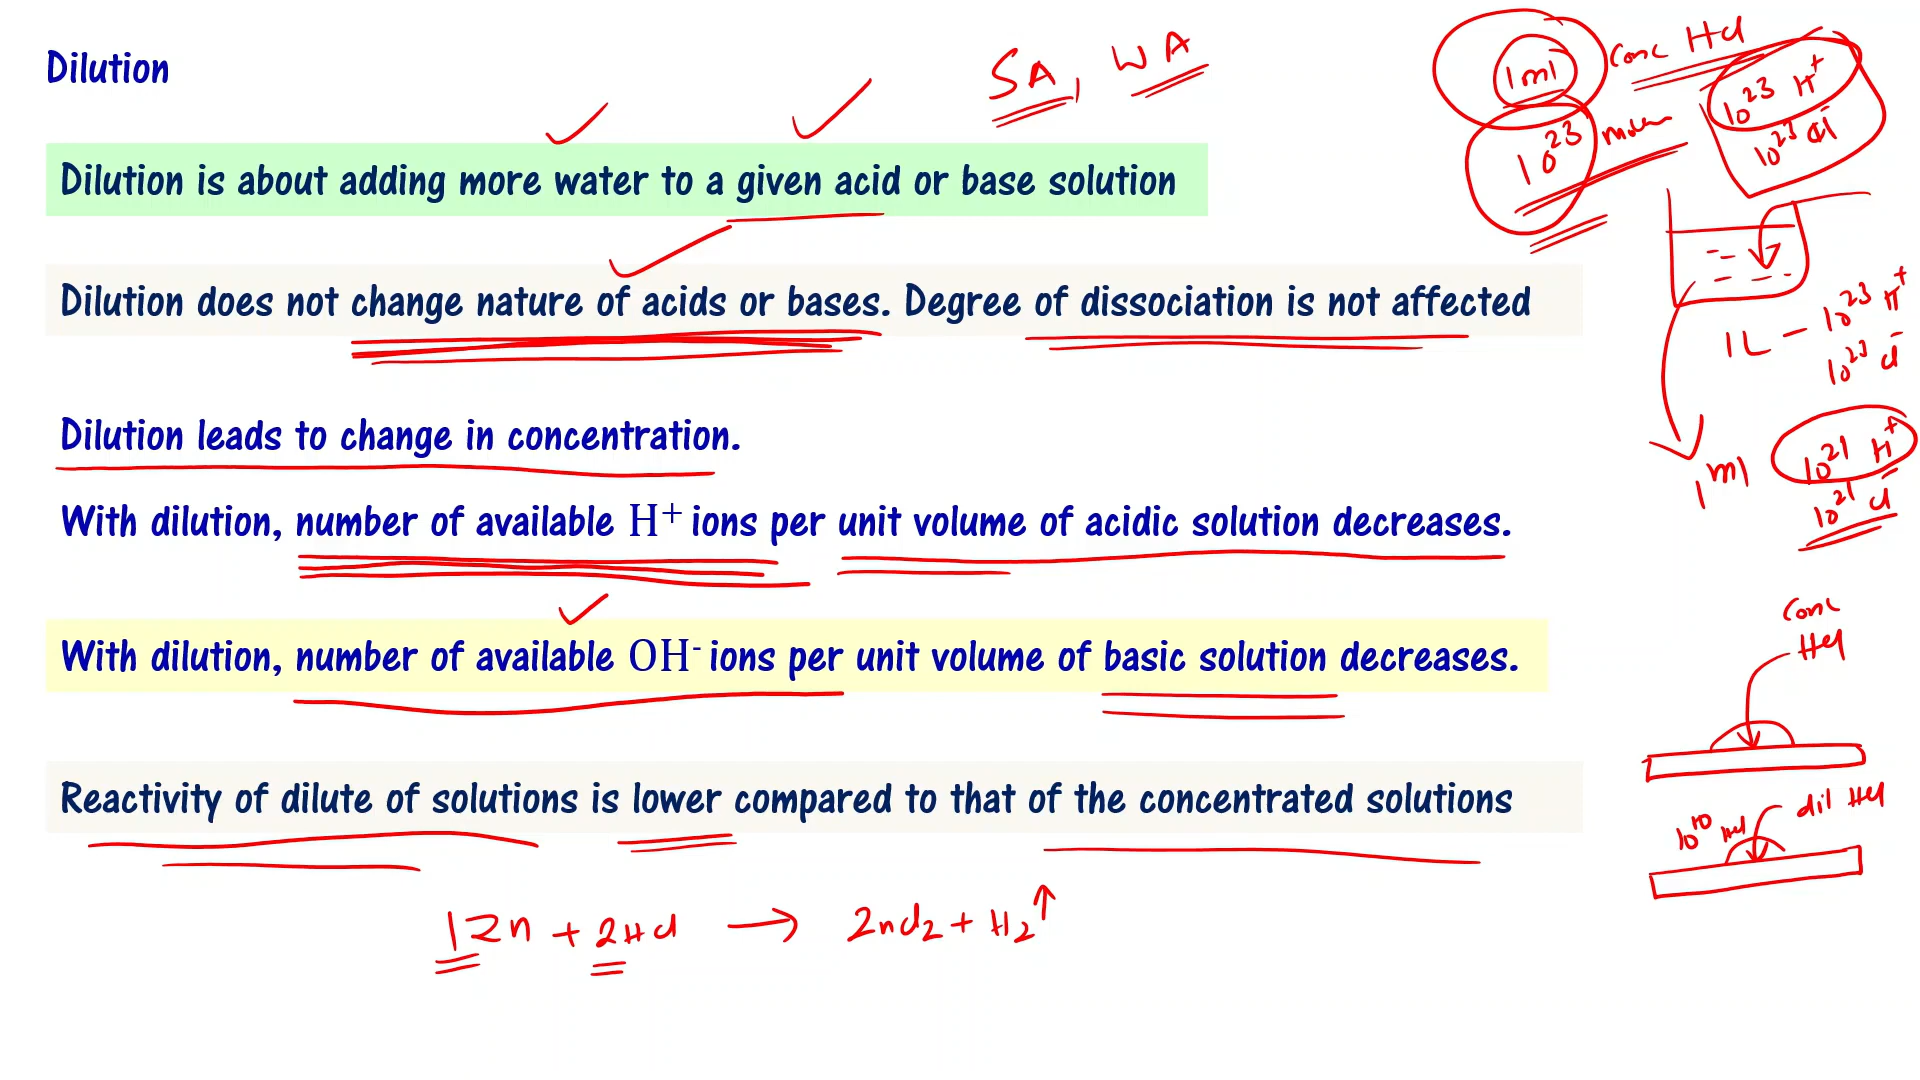 Dilution
SA, WA
Dilution is about adding more water to a given acid or base solution
Dilution does not change nature of acids or bases. Degree of dissociation is not affected
Dilution leads to change in concentration.
With dilution, number of available H⁺ ions per unit volume of acidic solution decreases.
With dilution, number of available OH⁻ ions per unit volume of basic solution decreases.
Reactivity of dilute of solutions is lower compared to that of the concentrated solutions
1Zn + 2HCl → ZnCl₂ + H₂↑
1ml Conc HCl
10²³
10²³ H⁺
10²³ Cl⁻
1L – 10²³ H⁺
10²³ Cl⁻
1ml 10²¹ H⁺
10²¹ Cl⁻
Conc
HCl
dil HCl
10¹⁰ HCl